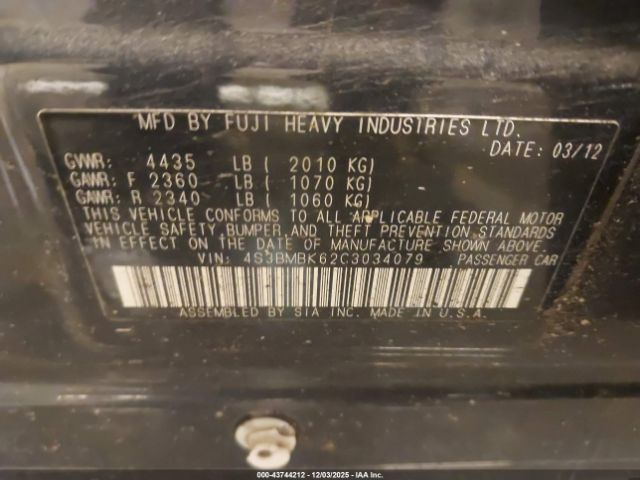 MFD BY FUJI HEAVY INDUSTRIES LTD.
DATE: 03/12
GVWR: 4435 LB ( 2010 KG)
GAWR: F 2360 LB ( 1070 KG)
GAWR: R 2340 LB ( 1060 KG)
THIS VEHICLE CONFORMS TO ALL APPLICABLE FEDERAL MOTOR
VEHICLE SAFETY, BUMPER, AND THEFT PREVENTION STANDARDS
IN EFFECT ON THE DATE OF MANUFACTURE SHOWN ABOVE.
VIN: 4S3BMBK62C3034079 PASSENGER CAR
ASSEMBLED BY SIA INC. MADE IN U.S.A.
000-43744212 - 12/03/2025 - IAA Inc.